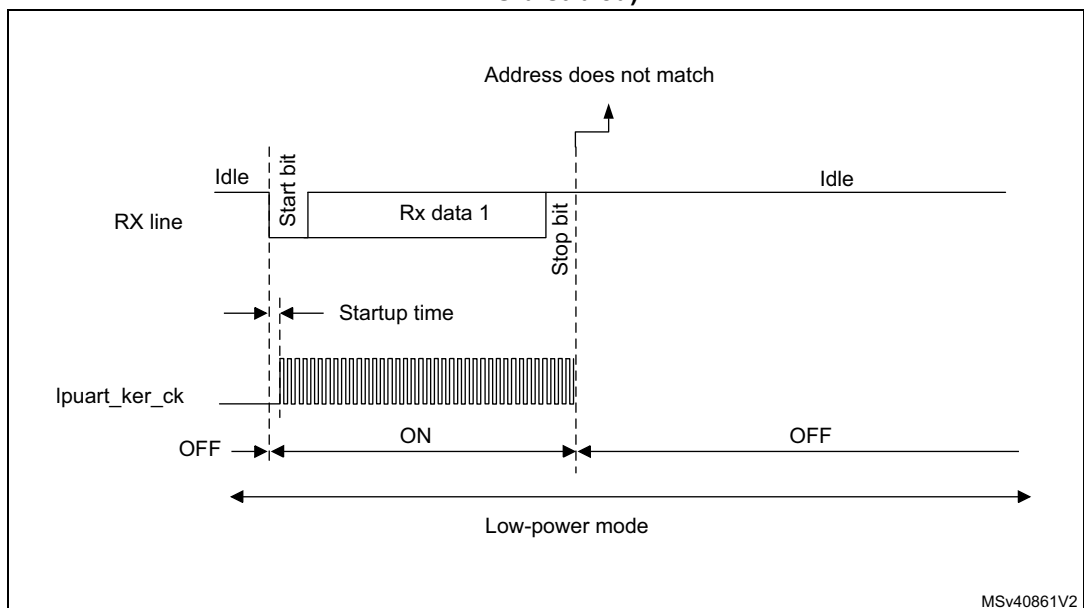 Address does not match
Idle
Start bit
Idle
RX line
Rx data 1
Stop bit
Startup time
lpuart_ker_ck
OFF
ON
OFF
Low-power mode
MSv40861V2